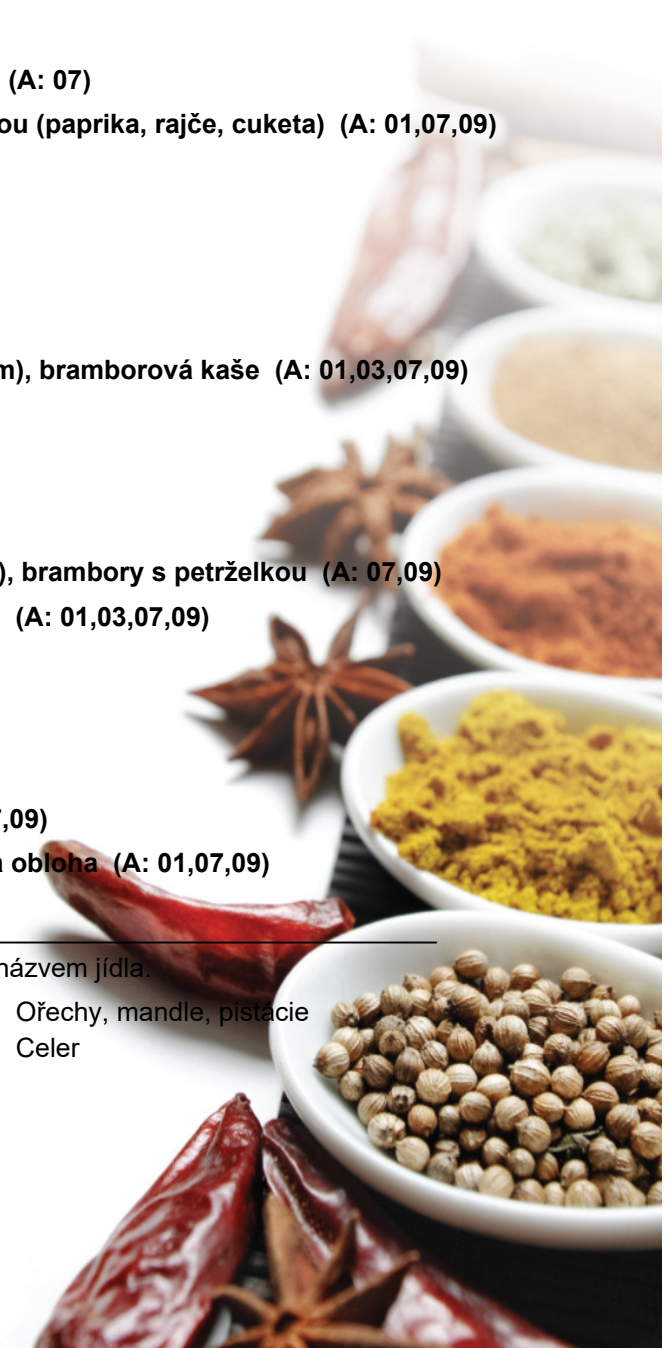 (A: 07)
ou (paprika, rajče, cuketa) (A: 01,07,09)
m), bramborová kaše (A: 01,03,07,09)
), brambory s petrželkou (A: 07,09)
(A: 01,03,07,09)
7,09)
á obloha (A: 01,07,09)
názvem jídla.
Ořechy, mandle, pistácie
Celer